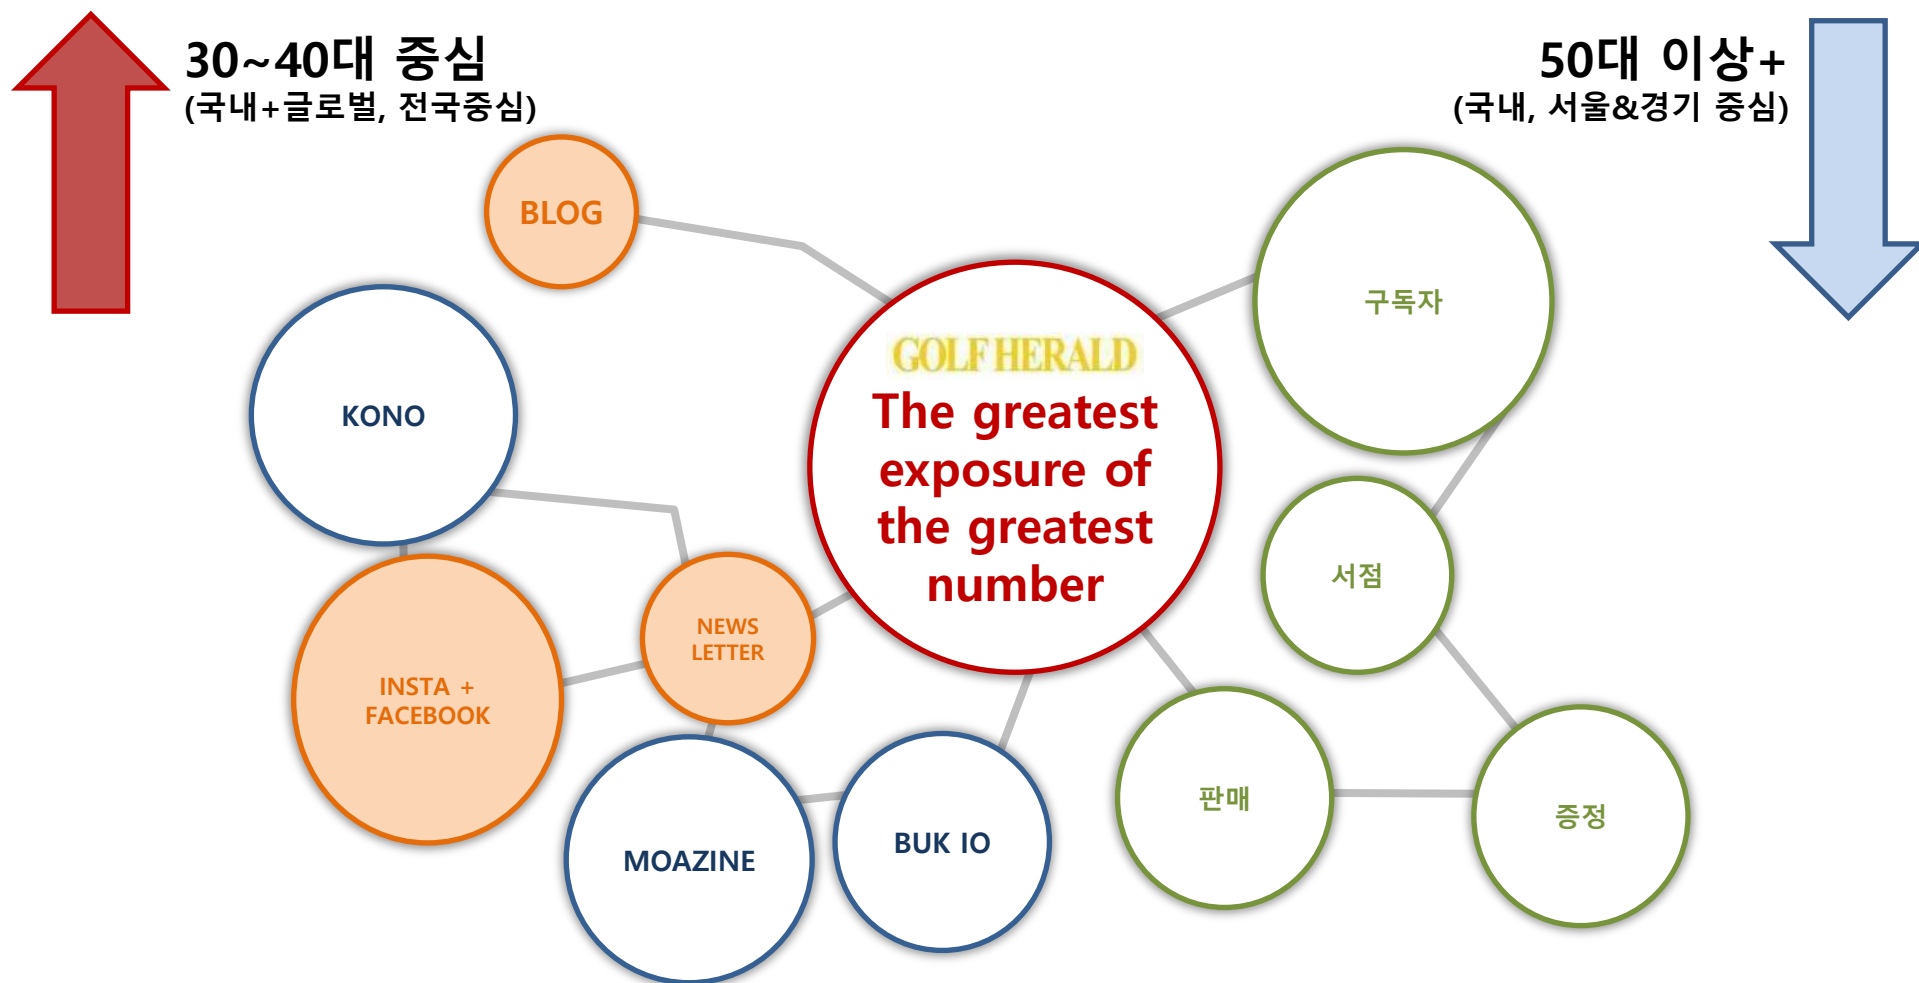 30~40대 중심
(국내+글로벌, 전국중심)
50대 이상+
(국내, 서울&경기 중심)
BLOG
구독자
GOLF HERALD
The greatest
exposure of
the greatest
number
KONO
서점
NEWS
LETTER
INSTA +
FACEBOOK
판매
증정
BUK IO
MOAZINE